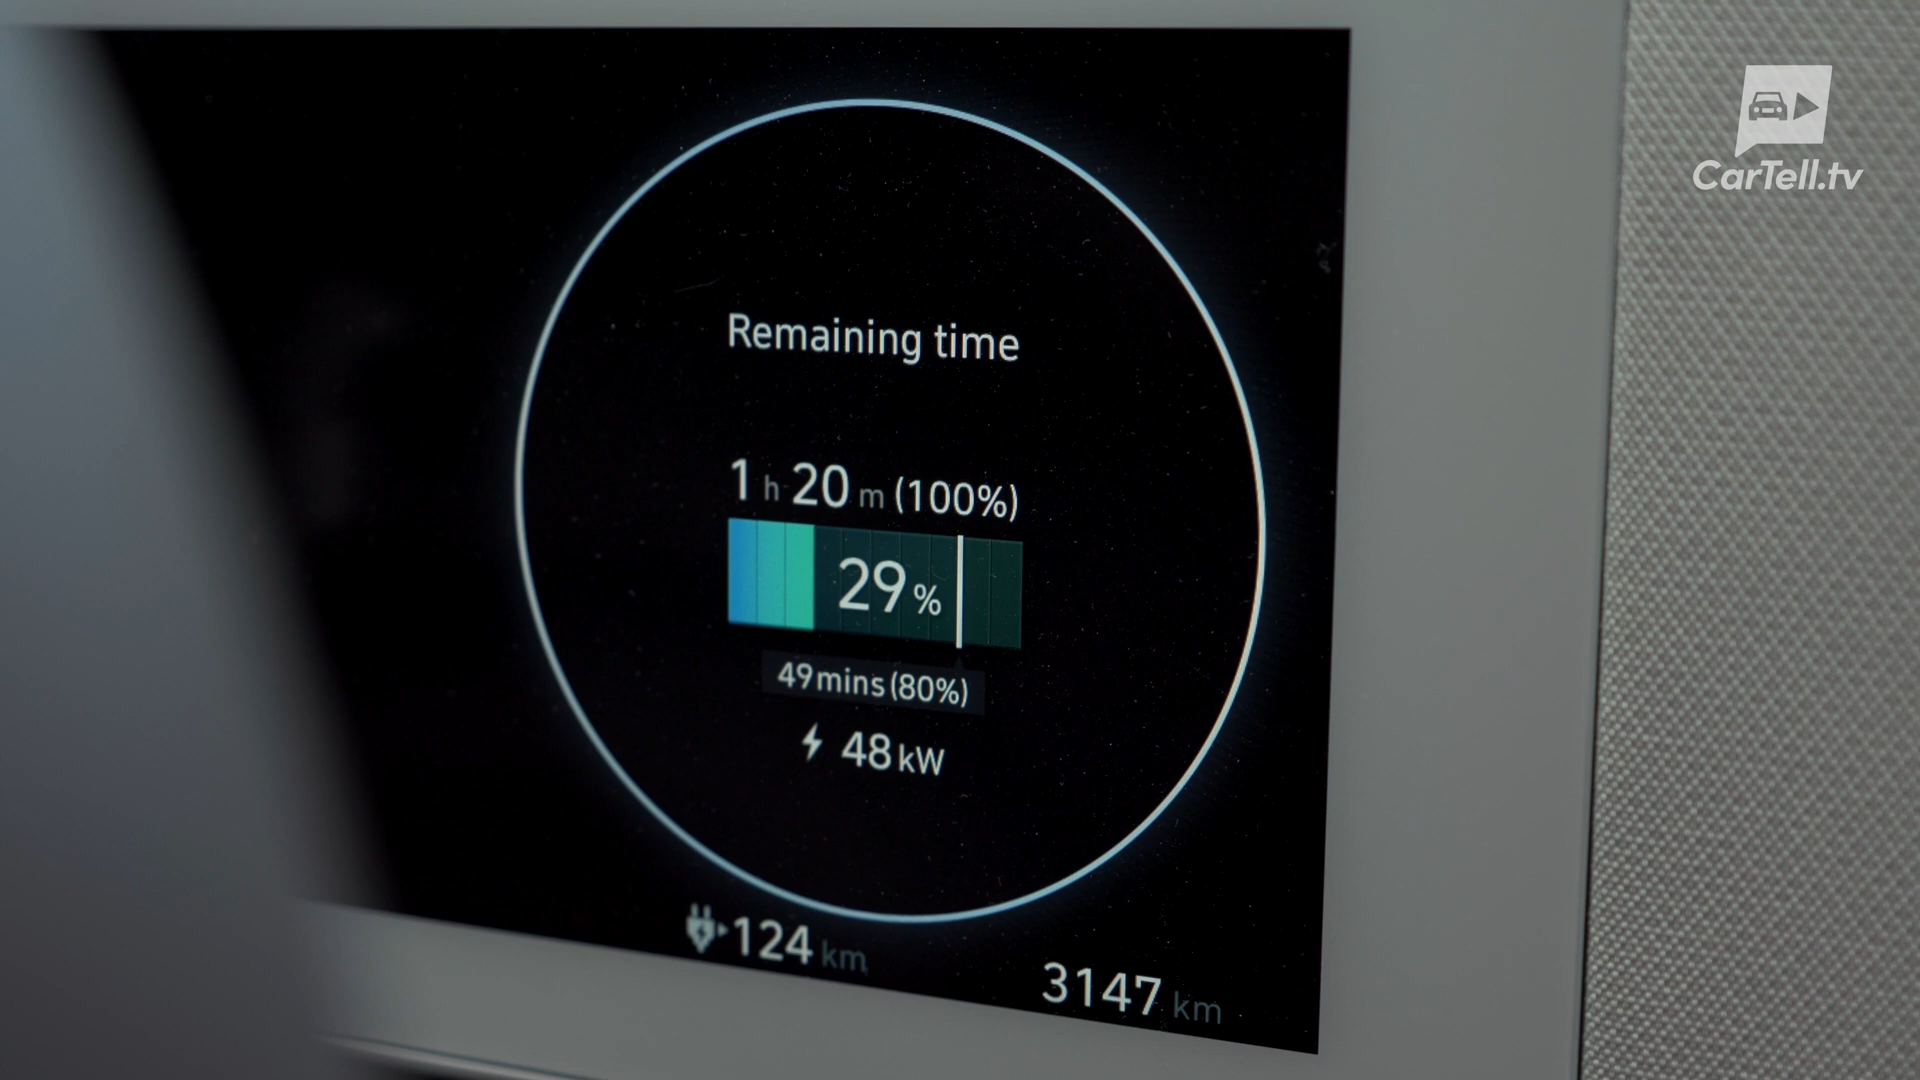 CarTell.tv
Remaining time
1 h 20 m (100%)
29 %
49 mins (80%)
48 kW
124 km
3147 km